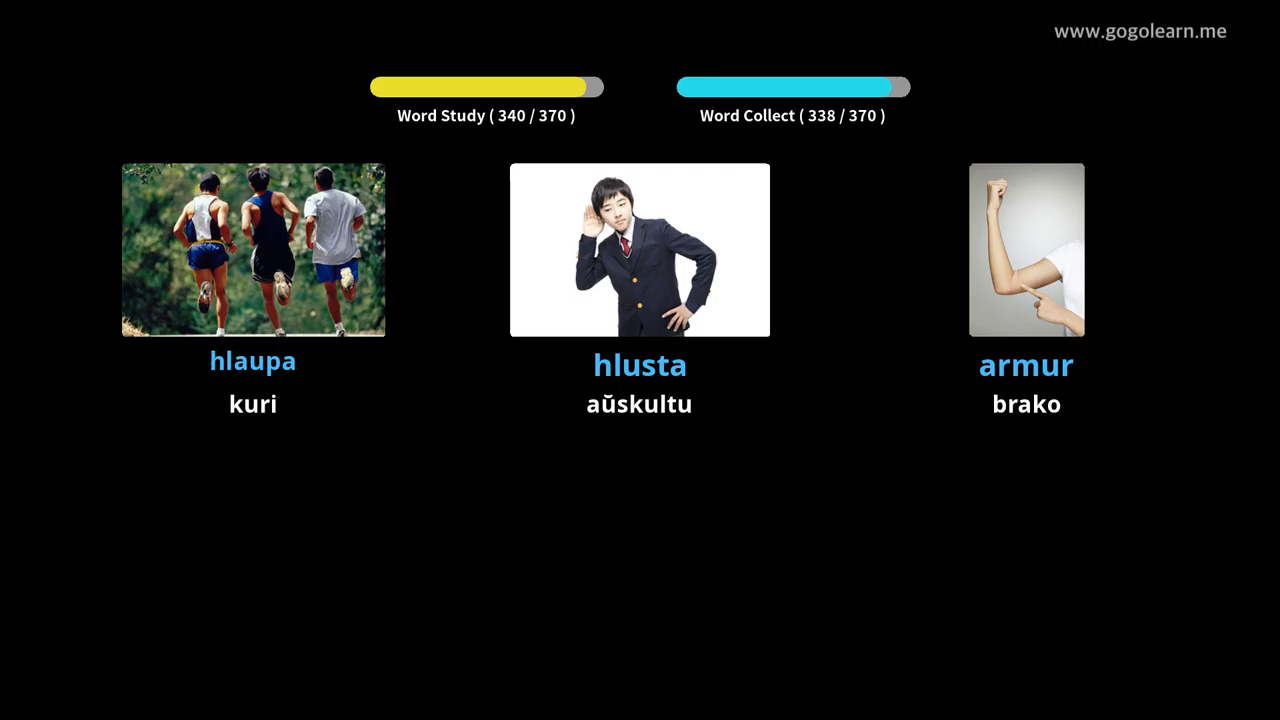 www.gogolearn.me
Word Study ( 340 / 370 )
Word Collect ( 338 / 370 )
hlaupa
hlusta
armur
kuri
aŭskultu
brako